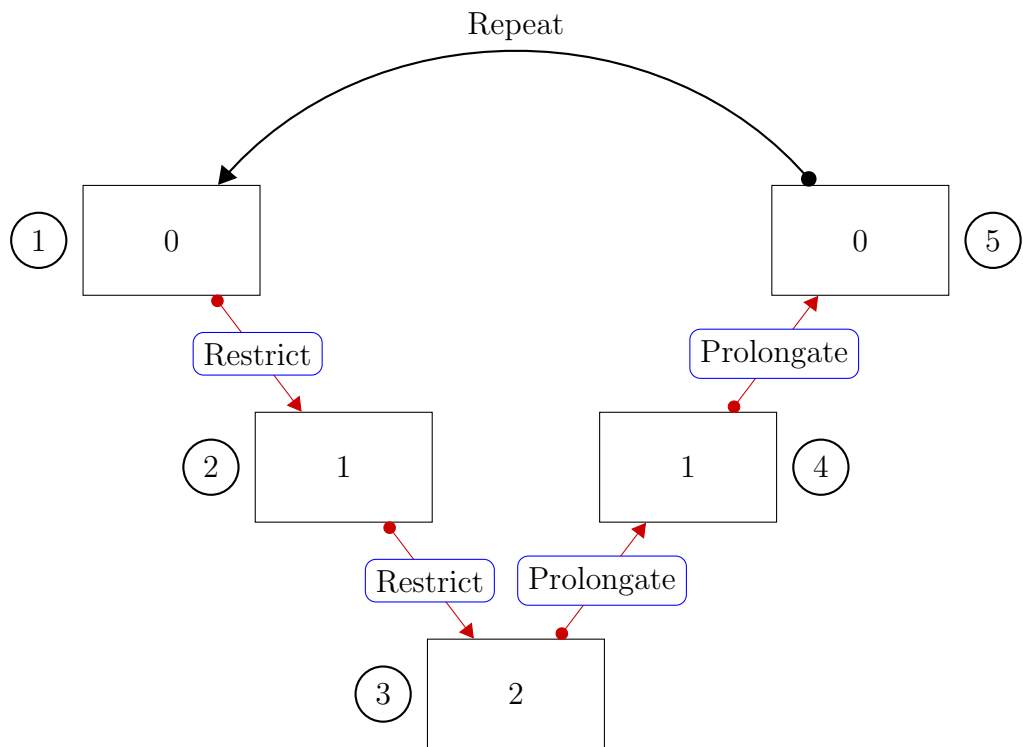 Repeat
1 0 0 5
Restrict Prolongate
2 1 1 4
Restrict Prolongate
3 2